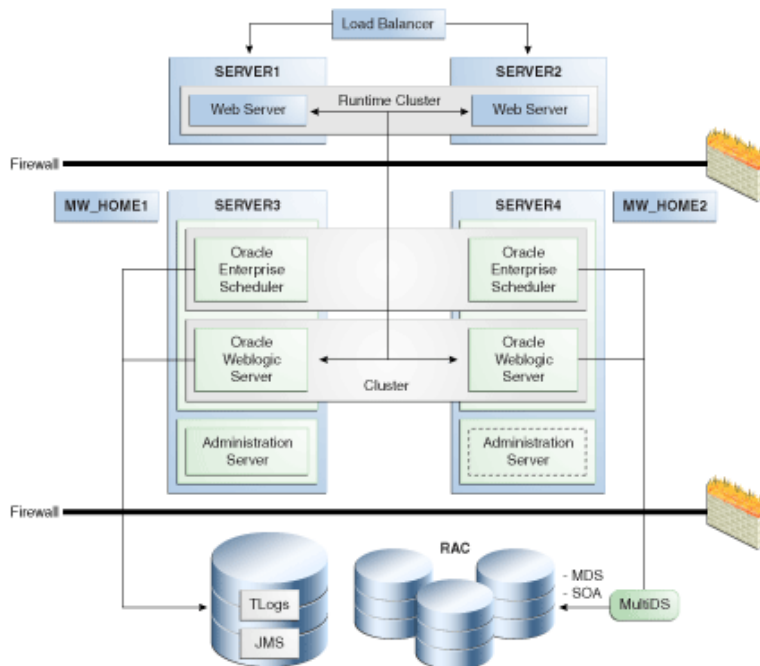 Load Balancer
SERVER1
SERVER2
Web Server
Runtime Cluster
Web Server
Firewall
MW_HOME1
SERVER3
SERVER4
MW_HOME2
Oracle
Enterprise
Scheduler
Oracle
Enterprise
Scheduler
Oracle
Weblogic
Server
Oracle
Weblogic
Server
Cluster
Administration
Server
Administration
Server
Firewall
RAC
- MDS
- SOA
TLogs
MultiDS
JMS